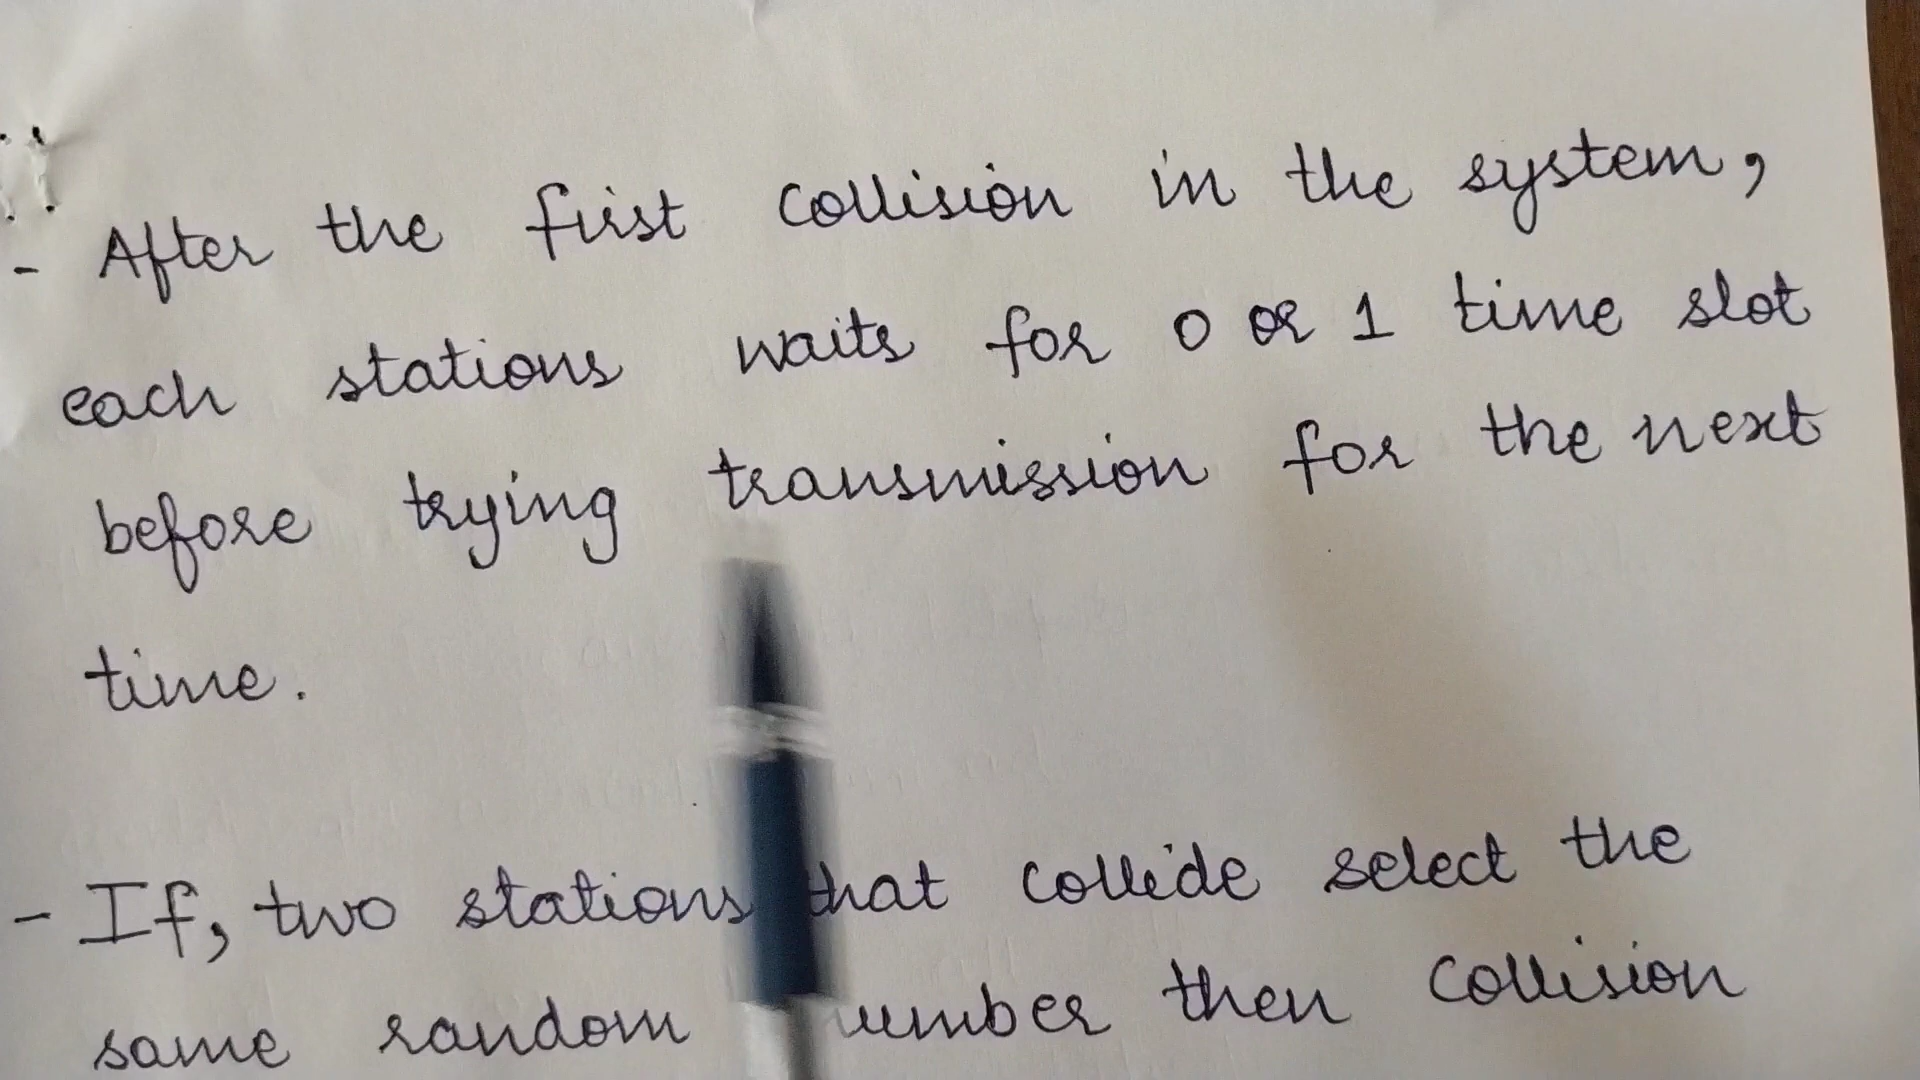 - After the first collision in the system,
each stations waits for 0 or 1 time slot
before trying transmission for the next
time.
- If, two stations that collide select the
same random number then collision